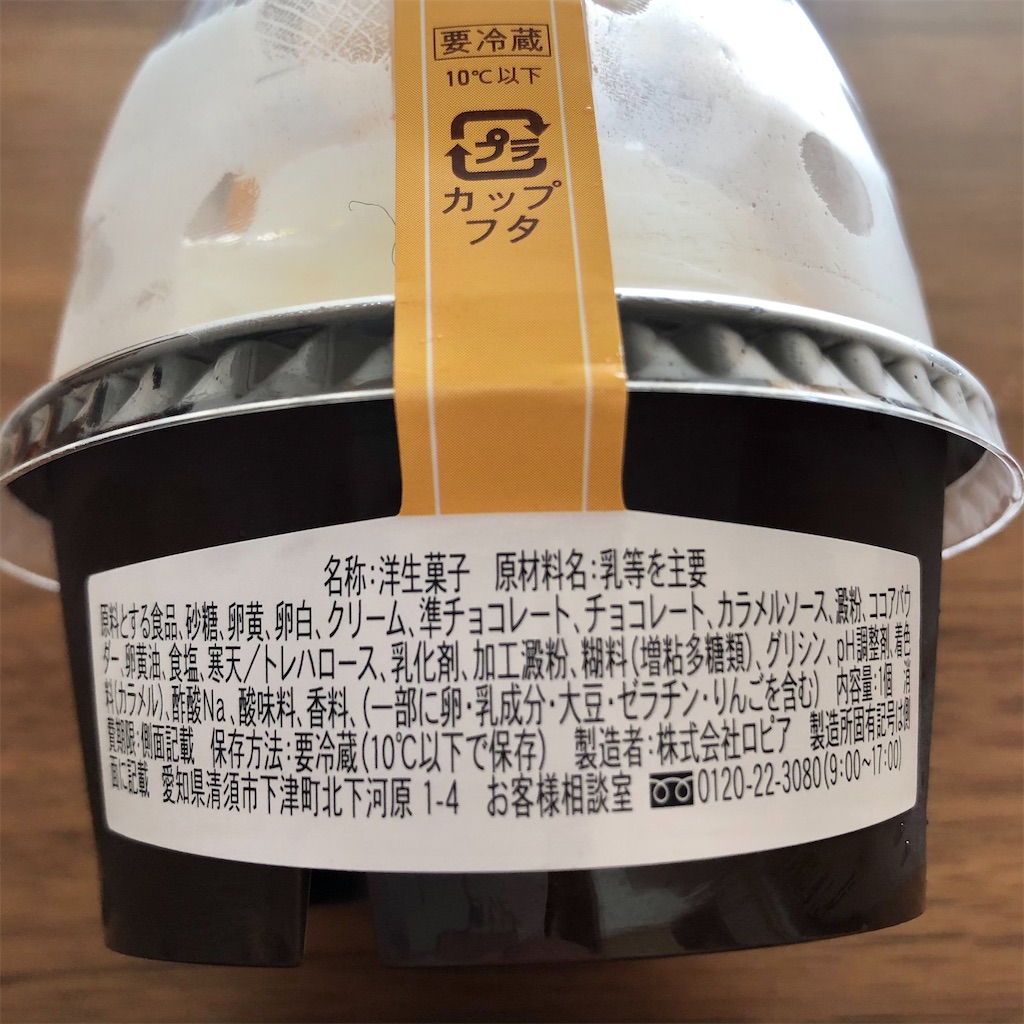 要冷蔵
10℃以下
プラ
カップ
フタ
名称:洋生菓子 原材料名:乳等を主要
原料とする食品、砂糖、卵黄、卵白、クリーム、準チョコレート、チョコレート、カラメルソース、澱粉、ココアパウ
ダー、卵黄油、食塩、寒天/トレハロース、乳化剤、加工澱粉、糊料(増粘多糖類)、グリシン、pH調整剤、着色
料(カラメル)、酢酸Na、酸味料、香料、(一部に卵・乳成分・大豆・ゼラチン・りんごを含む) 内容量:1個 消
費期限:側面記載 保存方法:要冷蔵(10℃以下で保存) 製造者:株式会社ロピア 製造所固有記号は側
面に記載 愛知県清須市下津町北下河原 1-4 お客様相談室 0120-22-3080(9:00~17:00)